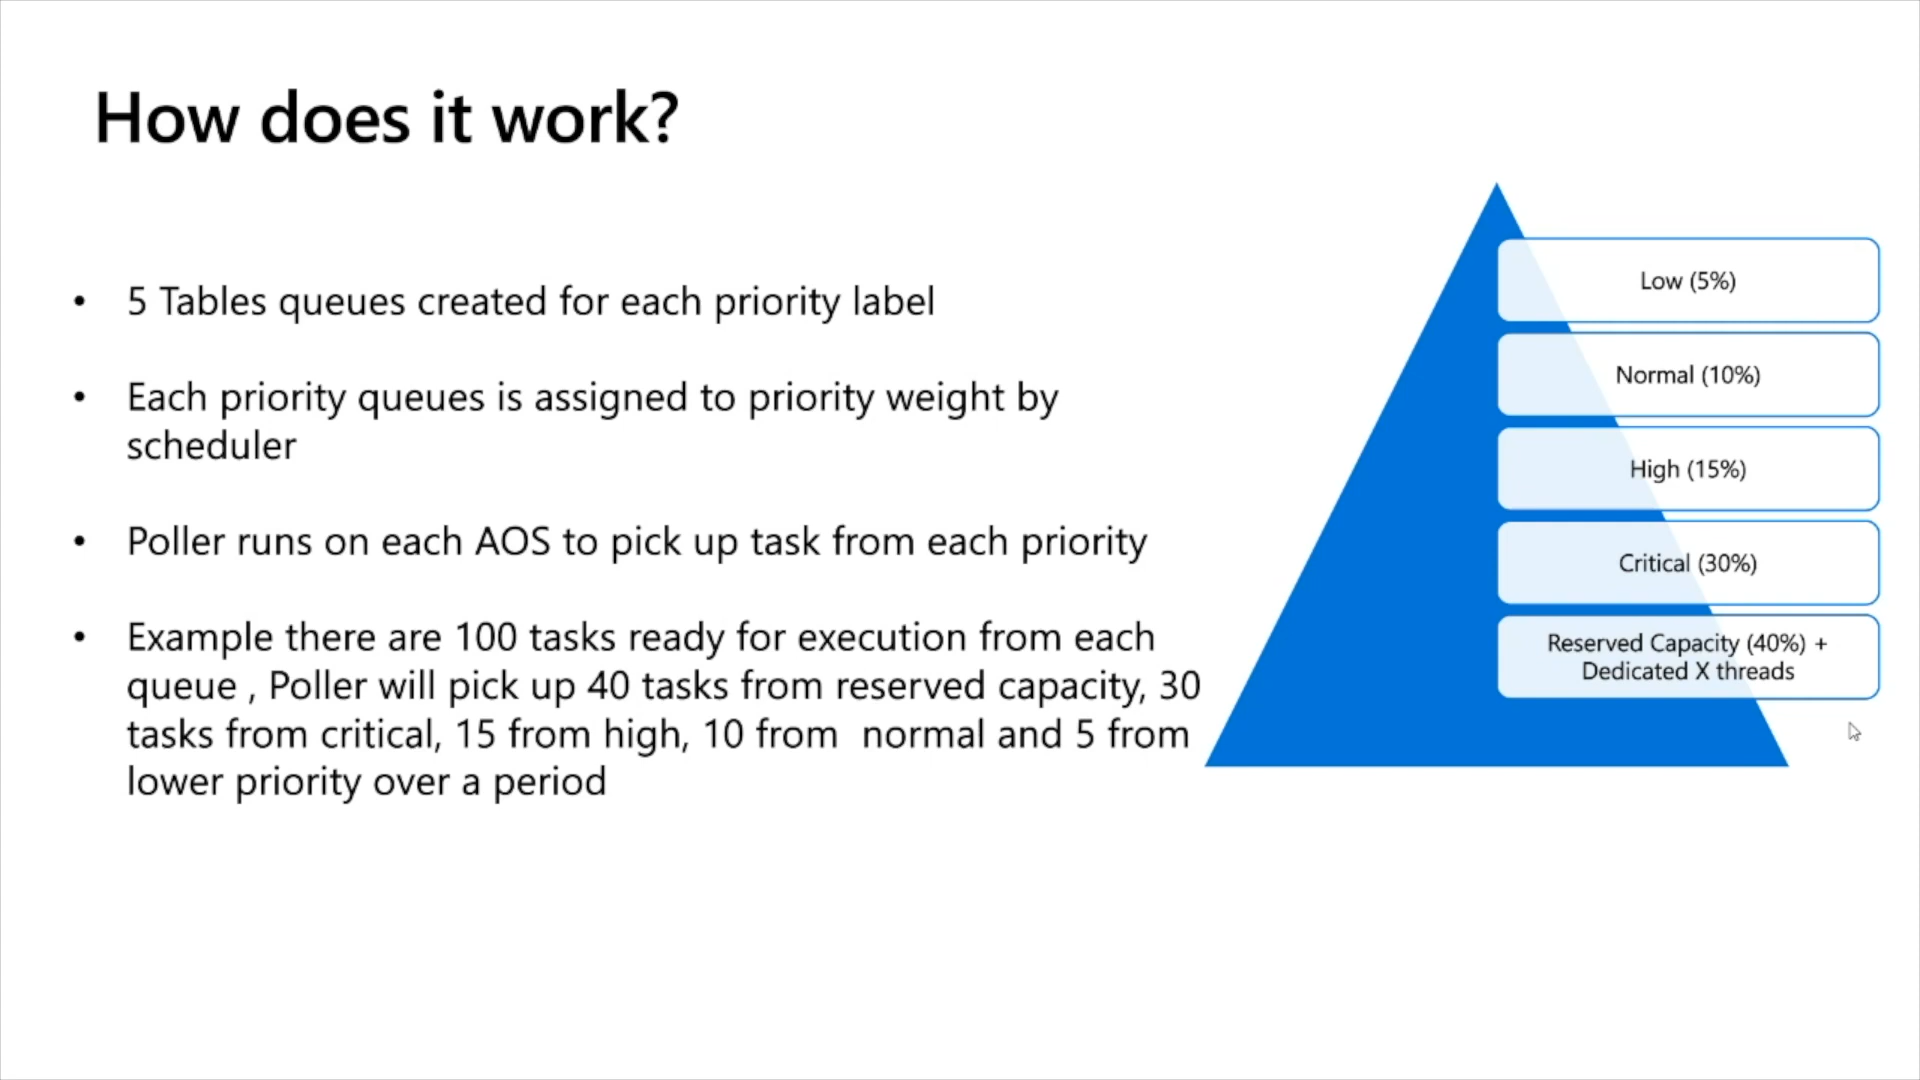 How does it work?
• 5 Tables queues created for each priority label
• Each priority queues is assigned to priority weight by
scheduler
• Poller runs on each AOS to pick up task from each priority
• Example there are 100 tasks ready for execution from each
queue , Poller will pick up 40 tasks from reserved capacity, 30
tasks from critical, 15 from high, 10 from  normal and 5 from
lower priority over a period
Low (5%)
Normal (10%)
High (15%)
Critical (30%)
Reserved Capacity (40%) +
Dedicated X threads